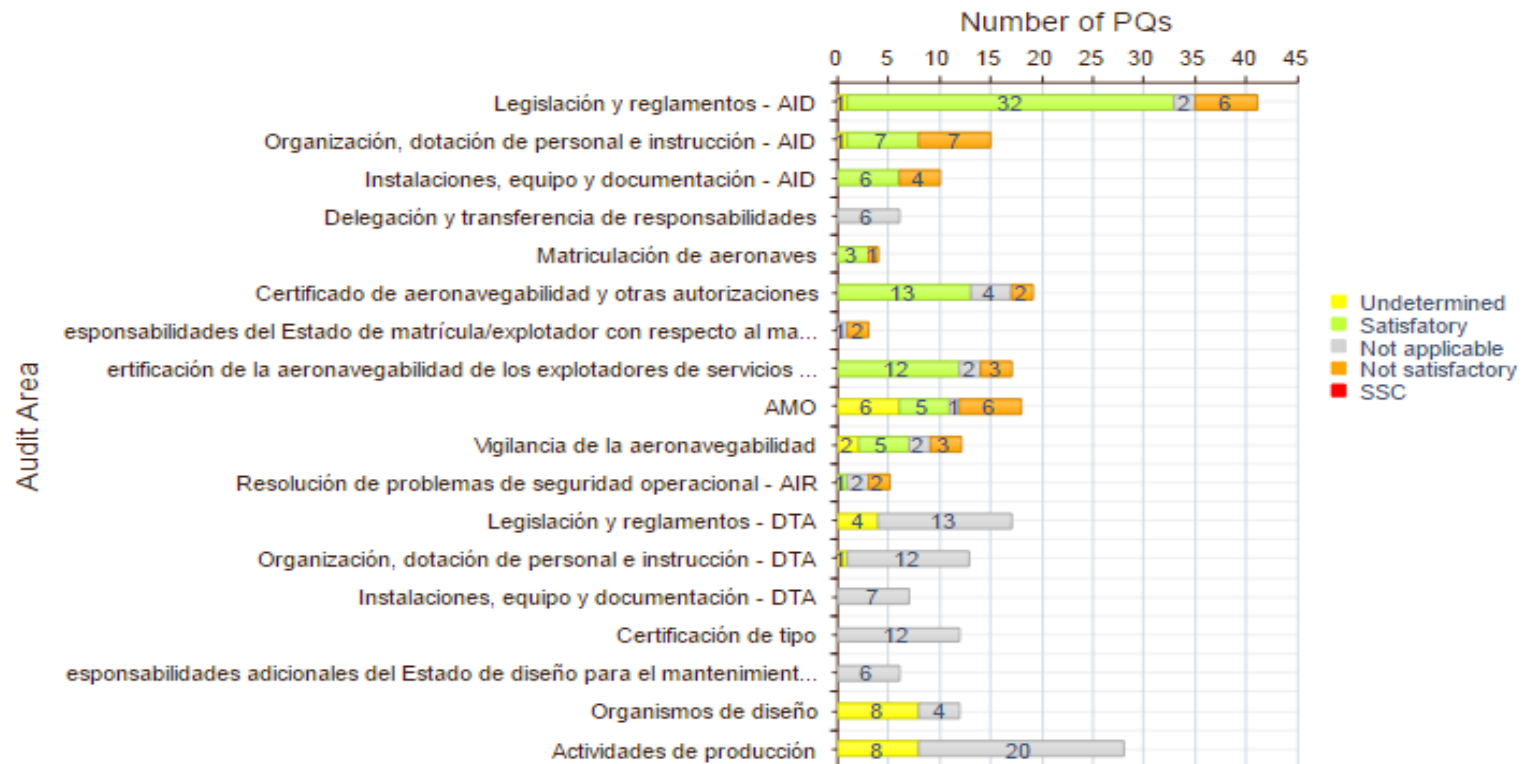 Number of PQs
0 5 10 15 20 25 30 35 40 45
Audit Area
Legislación y reglamentos - AID 1 32 2 6
Organización, dotación de personal e instrucción - AID 1 7 7
Instalaciones, equipo y documentación - AID 6 4
Delegación y transferencia de responsabilidades 6
Matriculación de aeronaves 3 1
Certificado de aeronavegabilidad y otras autorizaciones 13 4 2
esponsabilidades del Estado de matrícula/explotador con respecto al ma... 1 2
ertificación de la aeronavegabilidad de los explotadores de servicios ... 12 2 3
AMO 6 5 1 6
Vigilancia de la aeronavegabilidad 2 5 2 3
Resolución de problemas de seguridad operacional - AIR 1 2 2
Legislación y reglamentos - DTA 4 13
Organización, dotación de personal e instrucción - DTA 1 12
Instalaciones, equipo y documentación - DTA 7
Certificación de tipo 12
esponsabilidades adicionales del Estado de diseño para el mantenimient... 6
Organismos de diseño 8 4
Actividades de producción 8 20
Undetermined
Satisfatory
Not applicable
Not satisfactory
SSC